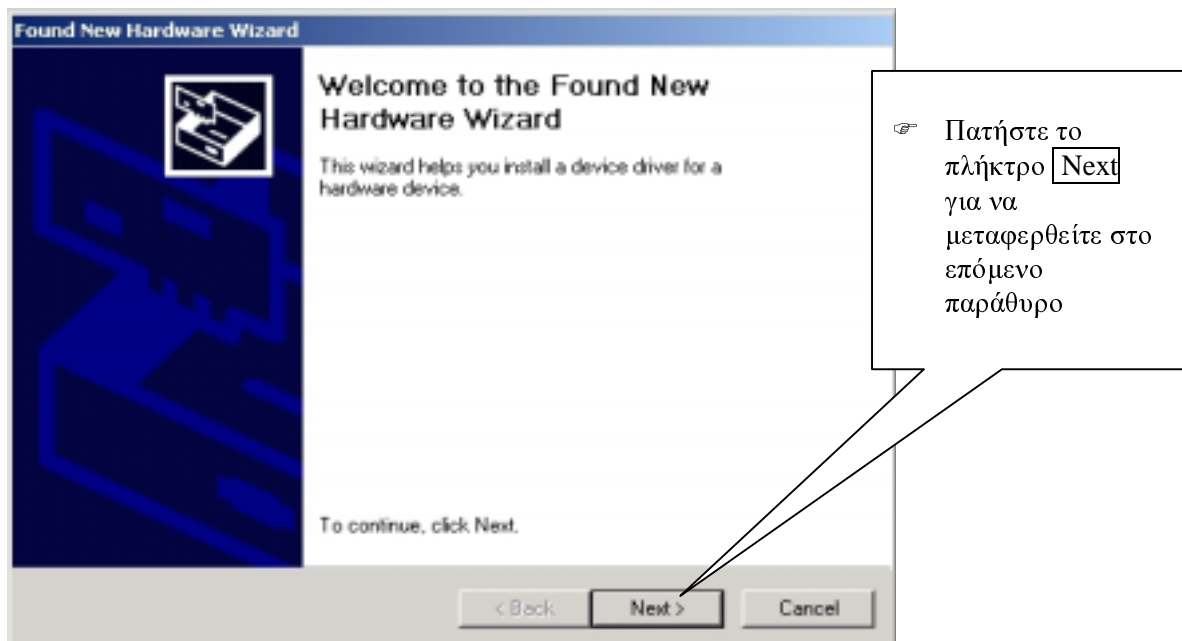 Found New Hardware Wizard
Welcome to the Found New
Hardware Wizard
This wizard helps you install a device driver for a
hardware device.
To continue, click Next.
< Back
Next >
Cancel
☞ Πατήστε το
πλήκτρο Next
για να
μεταφερθείτε στο
επόμενο
παράθυρο